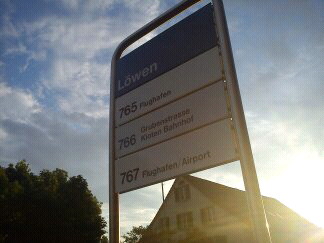 Löwen
765 Flughafen
766 Grubenstrasse
Kloten Bahnhof
767 Flughafen/Airport